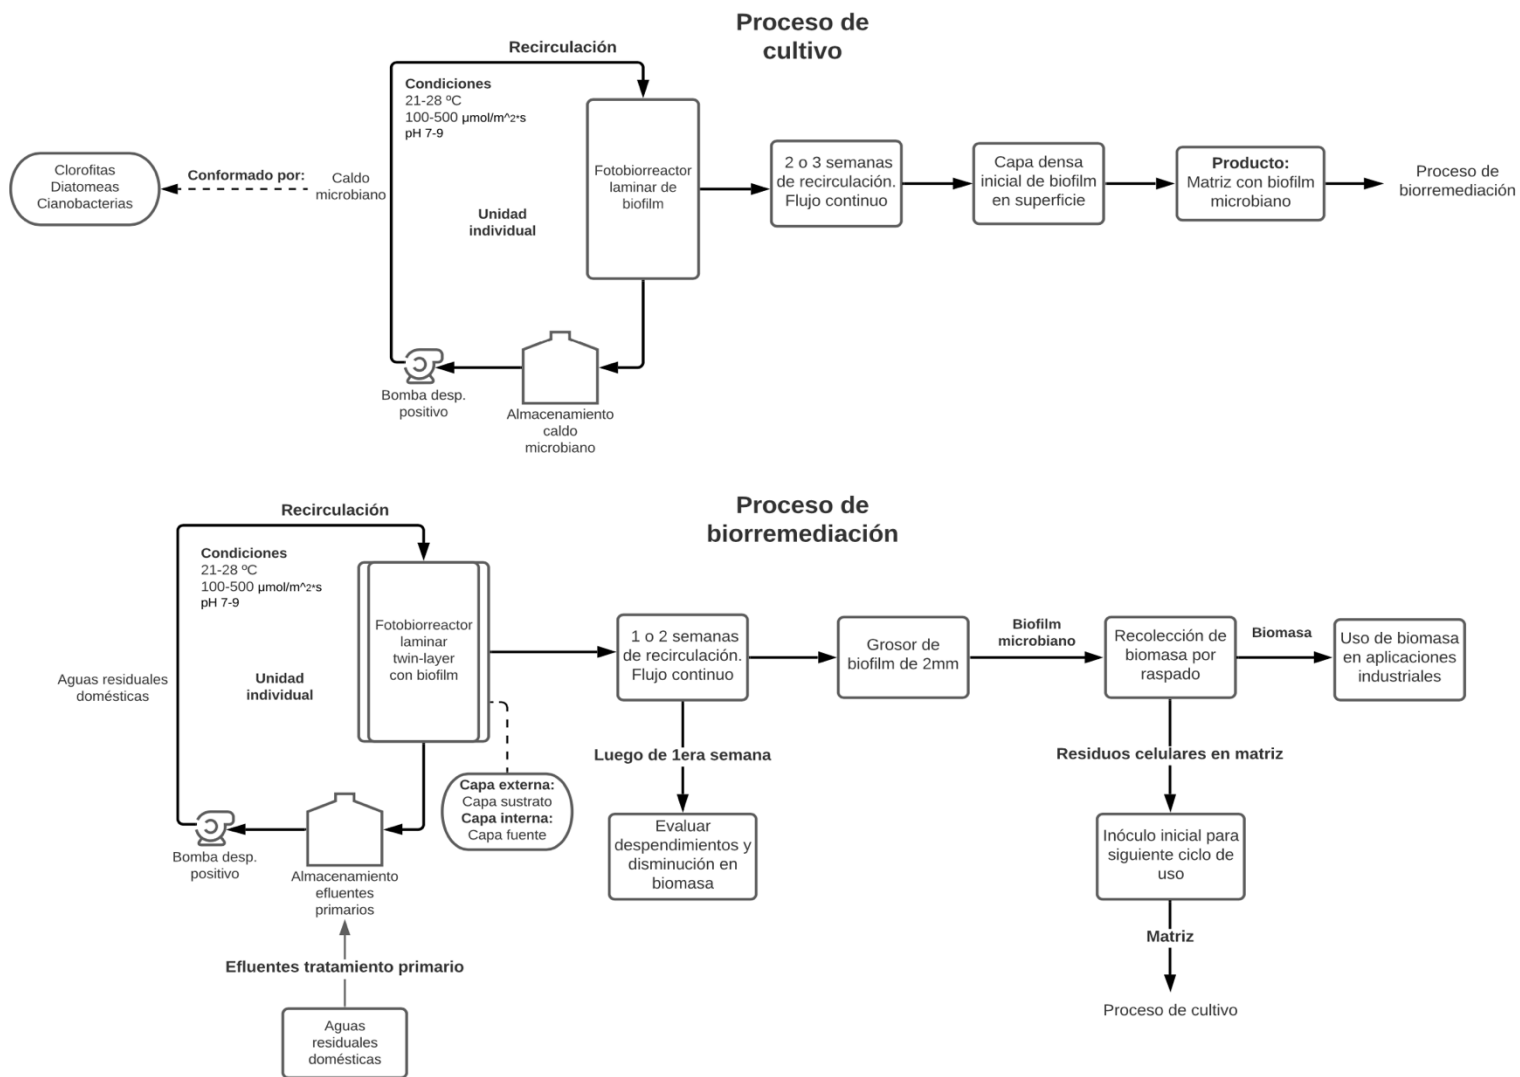 Proceso de
cultivo
Recirculación
Condiciones
21-28 ºC
100-500 µmol/m^2*s
pH 7-9
Clorofitas
Diatomeas
Cianobacterias
Conformado por:
Caldo
microbiano
Unidad
individual
Fotobiorreactor
laminar de
biofilm
2 o 3 semanas
de recirculación.
Flujo continuo
Capa densa
inicial de biofilm
en superficie
Producto:
Matriz con biofilm
microbiano
Proceso de
biorremediación
Bomba desp.
positivo
Almacenamiento
caldo
microbiano
Proceso de
biorremediación
Recirculación
Condiciones
21-28 ºC
100-500 µmol/m^2*s
pH 7-9
Aguas residuales
domésticas
Unidad
individual
Fotobiorreactor
laminar
twin-layer
con biofilm
1 o 2 semanas
de recirculación.
Flujo continuo
Grosor de
biofilm de 2mm
Biofilm
microbiano
Recolección de
biomasa por
raspado
Biomasa
Uso de biomasa
en aplicaciones
industriales
Capa externa:
Capa sustrato
Capa interna:
Capa fuente
Luego de 1era semana
Evaluar
despendimientos y
disminución en
biomasa
Residuos celulares en matriz
Inóculo inicial para
siguiente ciclo de
uso
Matriz
Proceso de cultivo
Bomba desp.
positivo
Almacenamiento
efluentes
primarios
Efluentes tratamiento primario
Aguas
residuales
domésticas